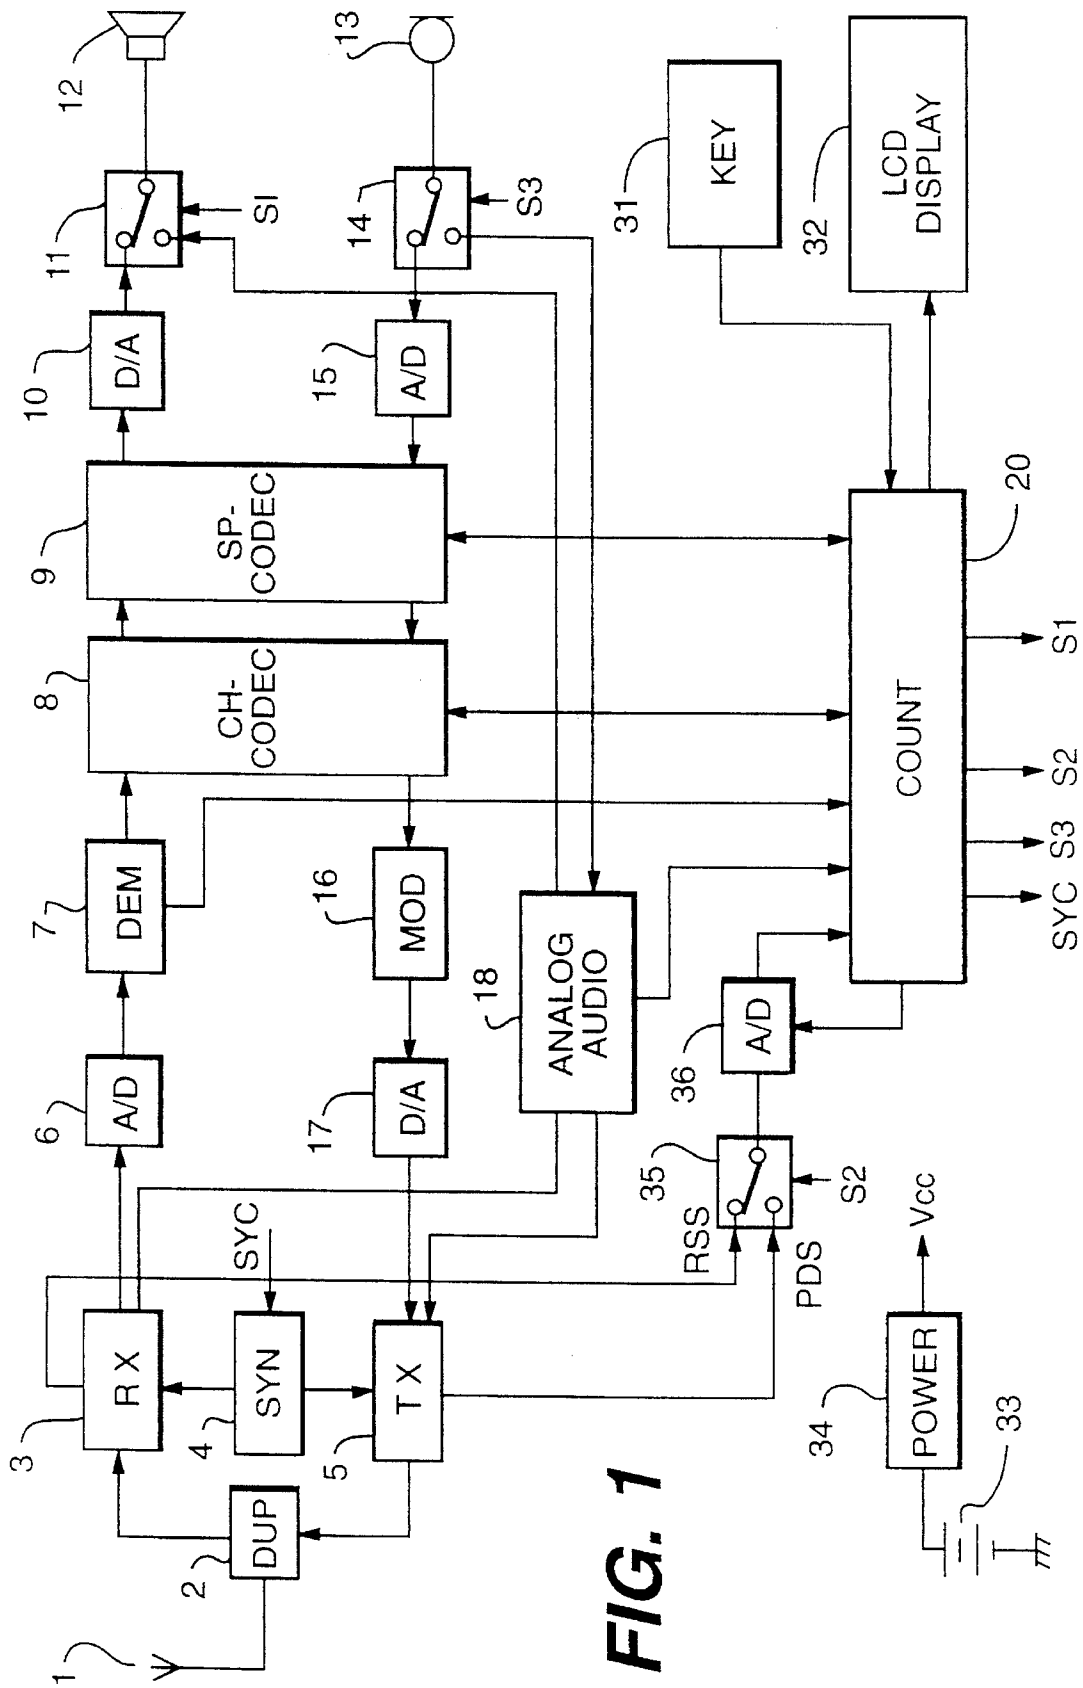 1
2
DUP
3
RX
4
SYN
SYC
5
TX
6
A/D
7
DEM
8
CH-
CODEC
9
SP-
CODEC
10
D/A
11
S1
12
13
14
S3
15
A/D
16
MOD
17
D/A
18
ANALOG
AUDIO
RSS
PDS
35
S2
36
A/D
20
COUNT
SYC
S3
S2
S1
31
KEY
32
LCD
DISPLAY
33
34
POWER
Vcc
FIG. 1